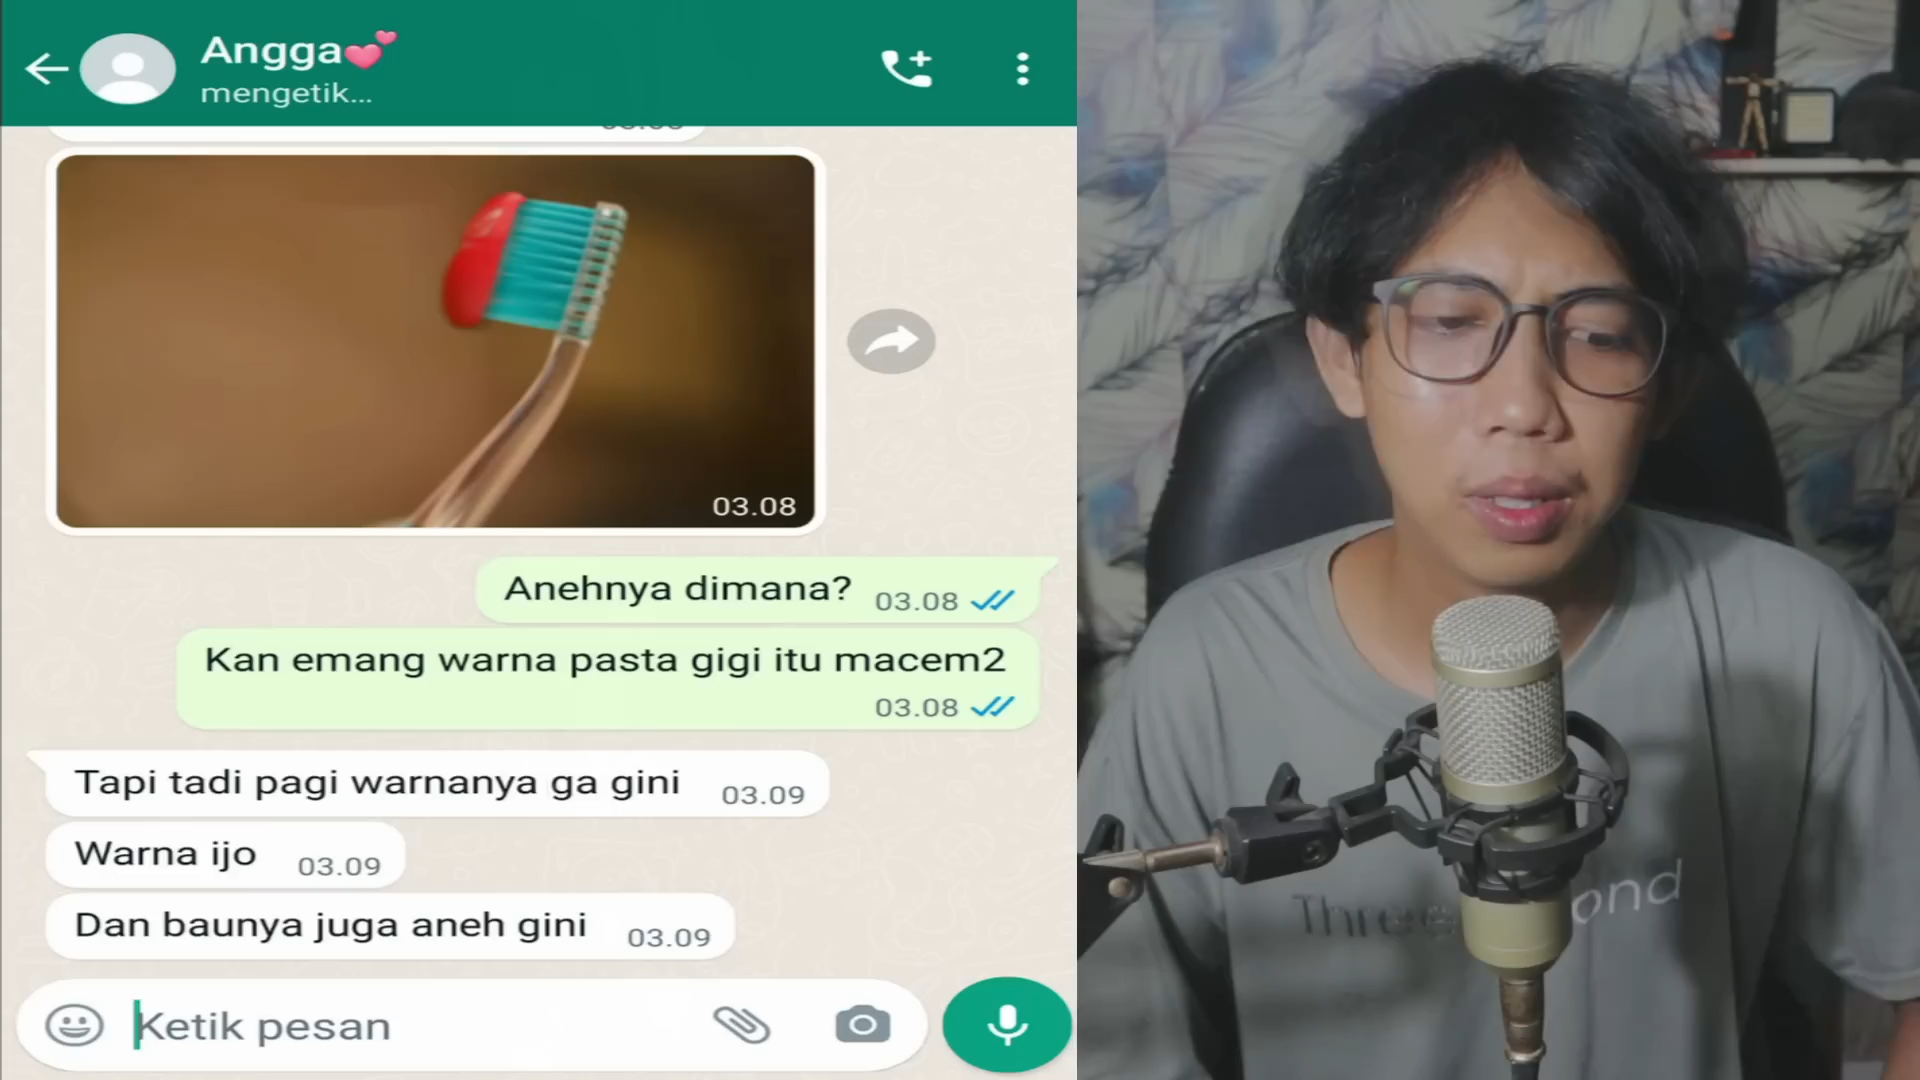 Angga💕
mengetik...
03.08
Anehnya dimana? 03.08
Kan emang warna pasta gigi itu macem2
03.08
Tapi tadi pagi warnanya ga gini 03.09
Warna ijo 03.09
Dan baunya juga aneh gini 03.09
Ketik pesan